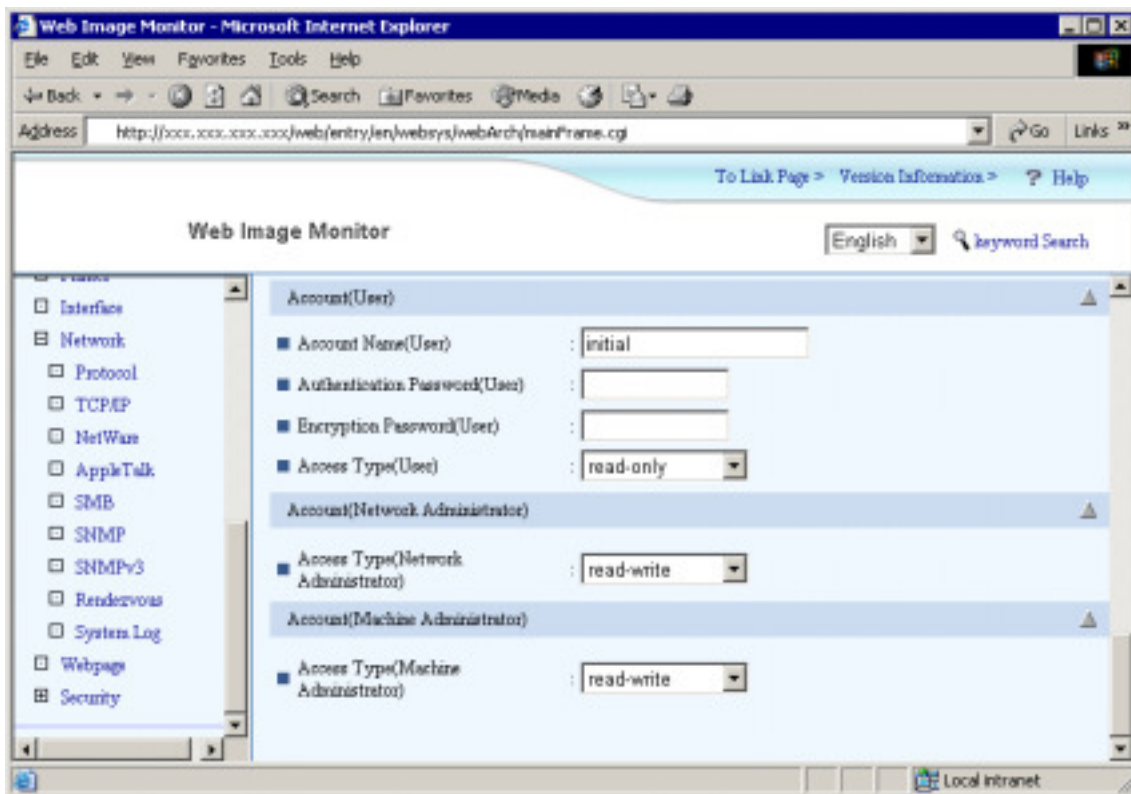 Web Image Monitor - Microsoft Internet Explorer
File Edit View Favorites Tools Help
Back Search Favorites Media
Address http://xxx.xxx.xxx.xxx/web/entry/en/websys/webArch/mainFrame.cgi Go Links »
To Link Page > Version Information > ? Help
Web Image Monitor
English keyword Search
Interface
Network
Protocol
TCP/IP
NetWare
AppleTalk
SMB
SNMP
SNMPv3
Rendezvous
System Log
Webpage
Security
Account(User)
Account Name(User) : initial
Authentication Password(User) :
Encryption Password(User) :
Access Type(User) : read-only
Account(Network Administrator)
Access Type(Network
Administrator) : read-write
Account(Machine Administrator)
Access Type(Machine
Administrator) : read-write
Local intranet